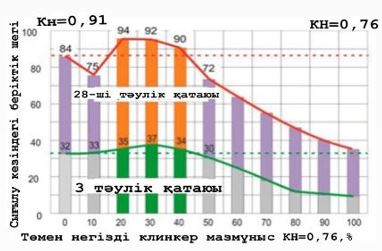 Кн=0,91
КН=0,76
Сығылу кезіндегі беріктік шегі
100
80
60
40
20
0
84
75
94
92
90
72
28-ші тәулік қатаюы
32
33
35
37
34
30
3 тәулік қатаюы
0 10 20 30 40 50 60 70 80 90 100
Төмен негізді клинкер мазмұныс КН=0,76,%